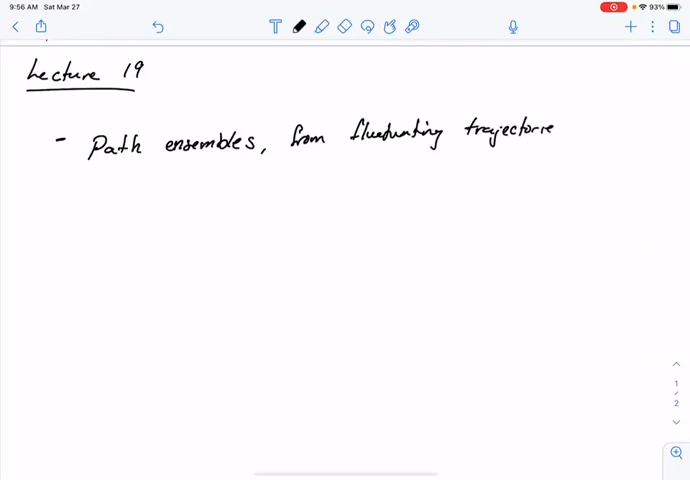 9:56 AM Sat Mar 27
93%
T
Lecture 19
- Path ensembles, from fluctuating trajectorie
1
/
2